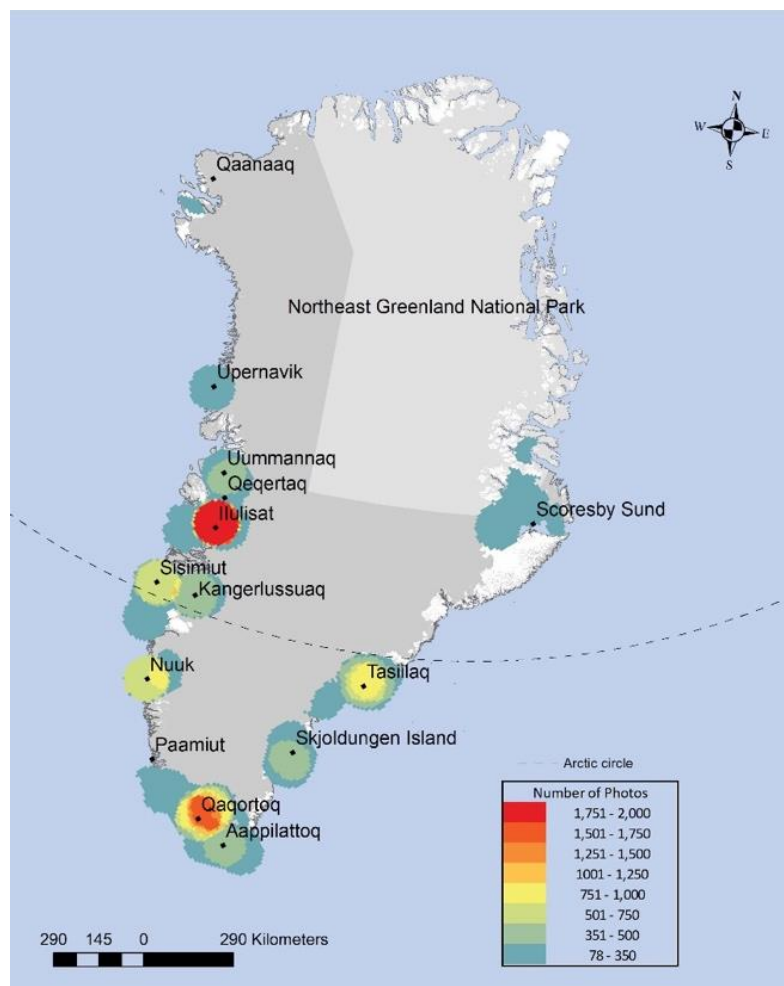 N
W E
S
Qaanaaq
Northeast Greenland National Park
Upernavik
Uummannaq
Qeqertaq
Ilulisat
Scoresby Sund
Sisimiut
Kangerlussuaq
Nuuk
Tasiilaq
Skjoldungen Island
Paamiut
Arctic circle
Number of Photos
Qaqortoq
1,751 - 2,000
1,501 - 1,750
Aappilattoq
1,251 - 1,500
1001 - 1,250
751 - 1,000
501 - 750
351 - 500
78 - 350
290 145 0 290 Kilometers